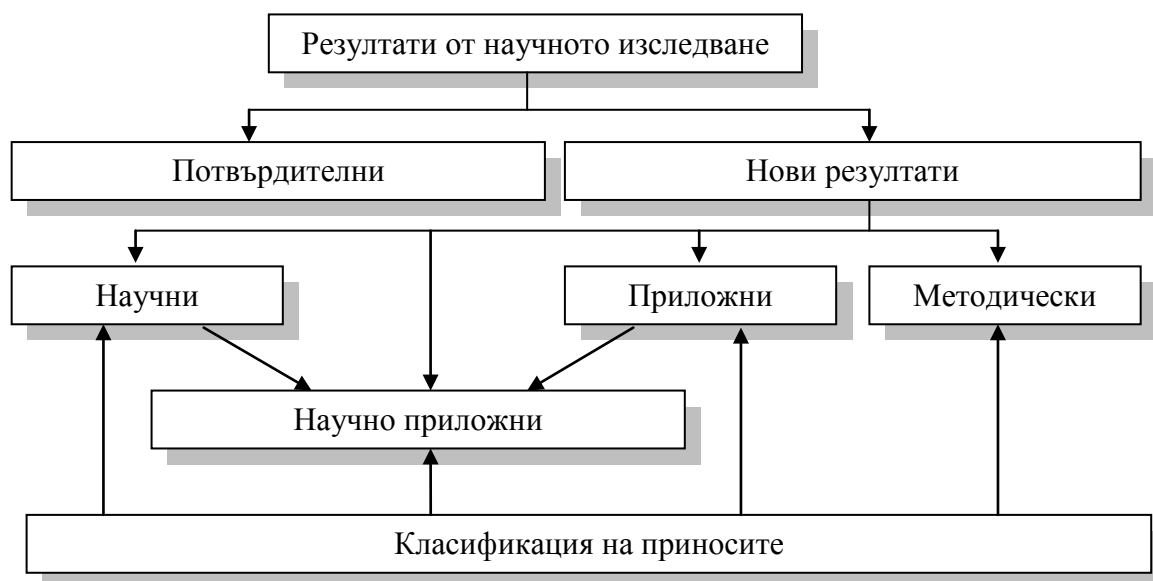 Резултати от научното изследване
Потвърдителни
Нови резултати
Научни
Приложни
Методически
Научно приложни
Класификация на приносите